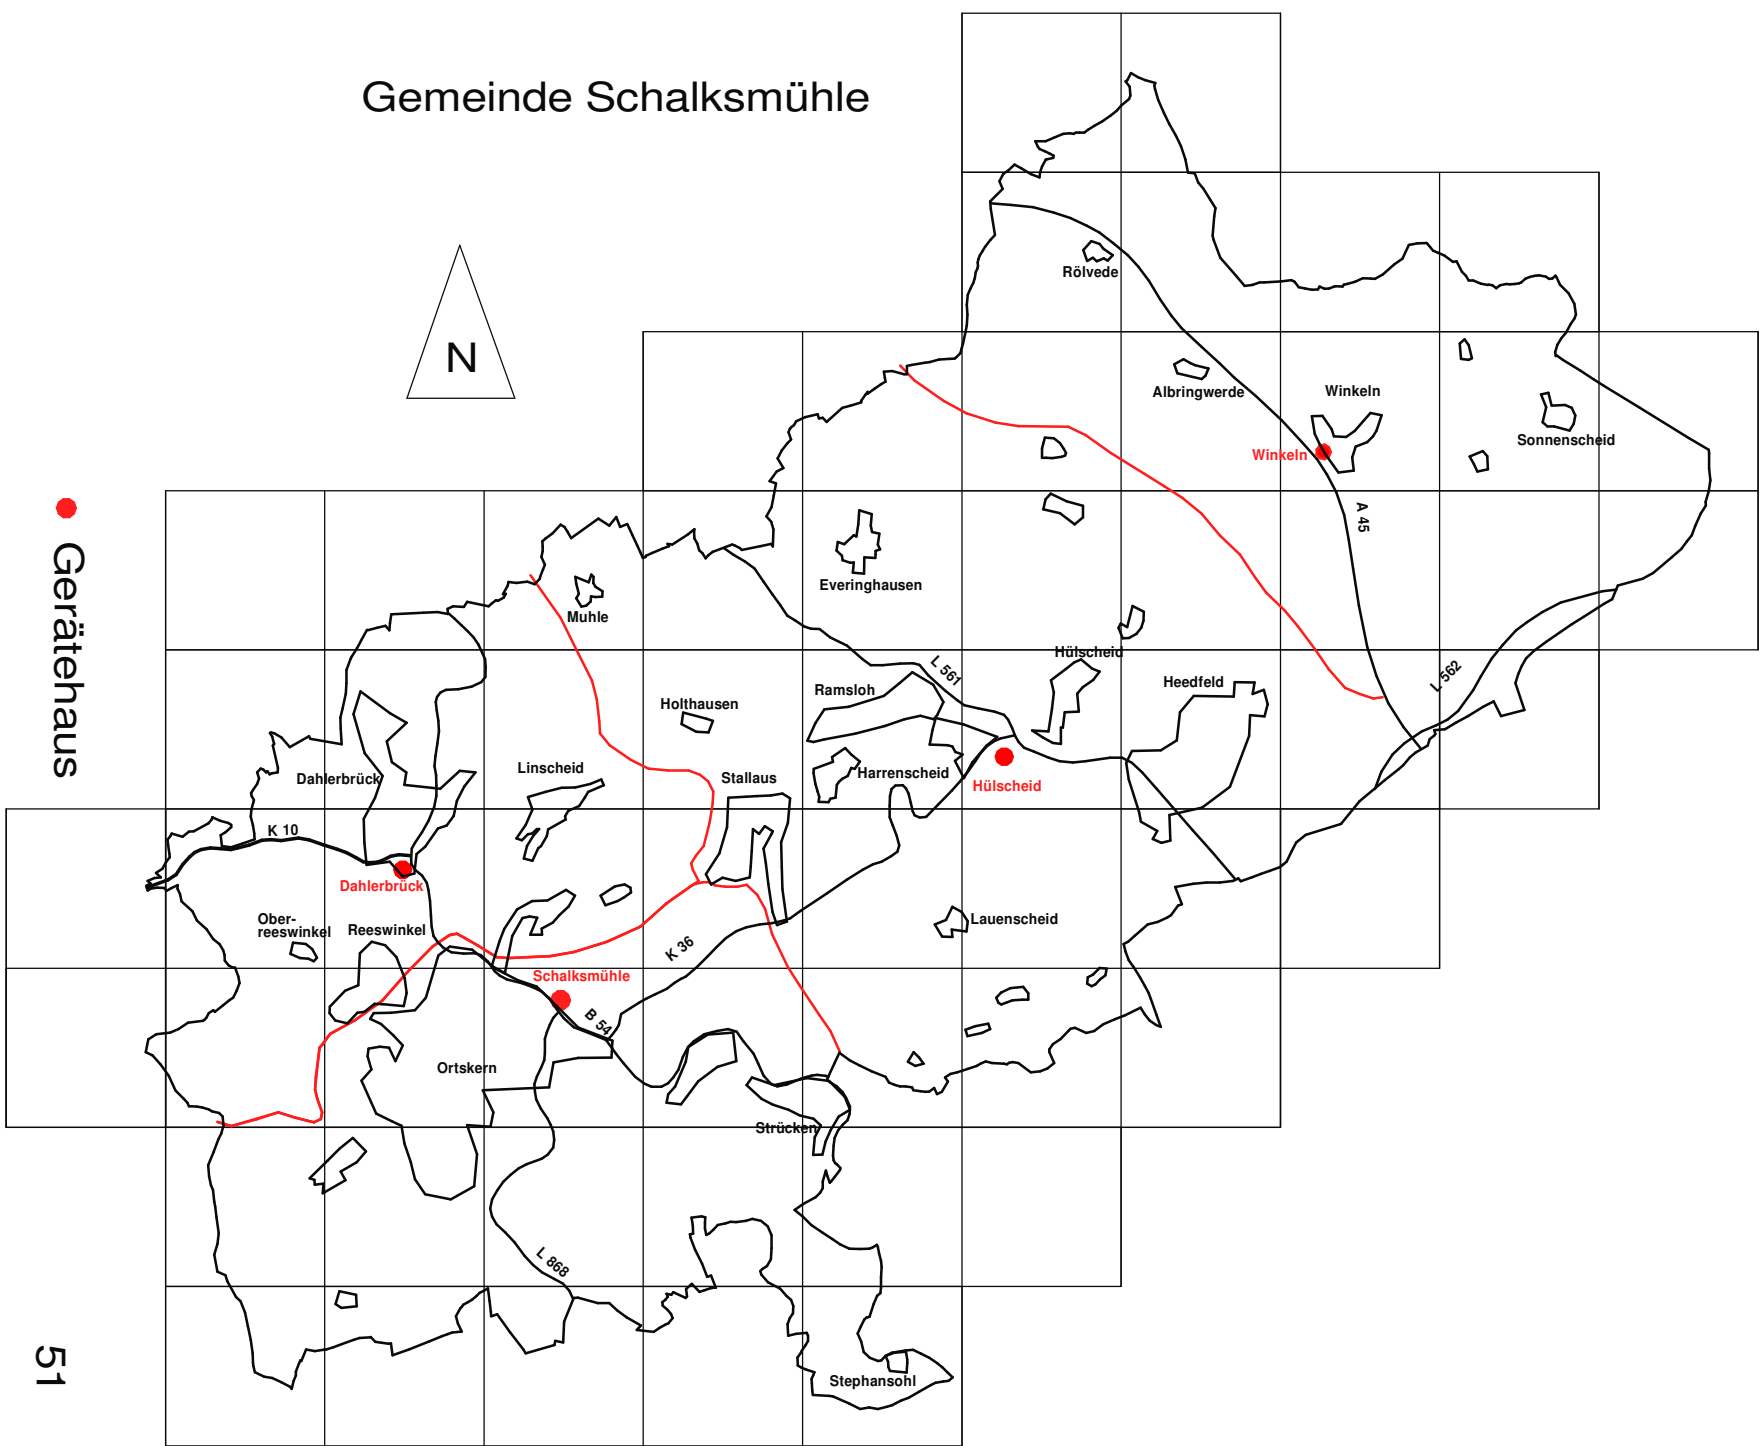 Gemeinde Schalksmühle
N
Rölvede
Albringwerde
Winkeln
Winkeln
Sonnenscheid
A 45
Gerätehaus
Everinghausen
Muhle
Hülscheid
L 561
L 562
Ramsloh
Heedfeld
Holthausen
Dahlerbrück
Linscheid
Stallaus
Harrenscheid
Hülscheid
K 10
Dahlerbrück
Ober-
reeswinkel
Reeswinkel
Lauenscheid
K 36
Schalksmühle
B 54
Ortskern
Strücken
L 868
51
Stephansohl